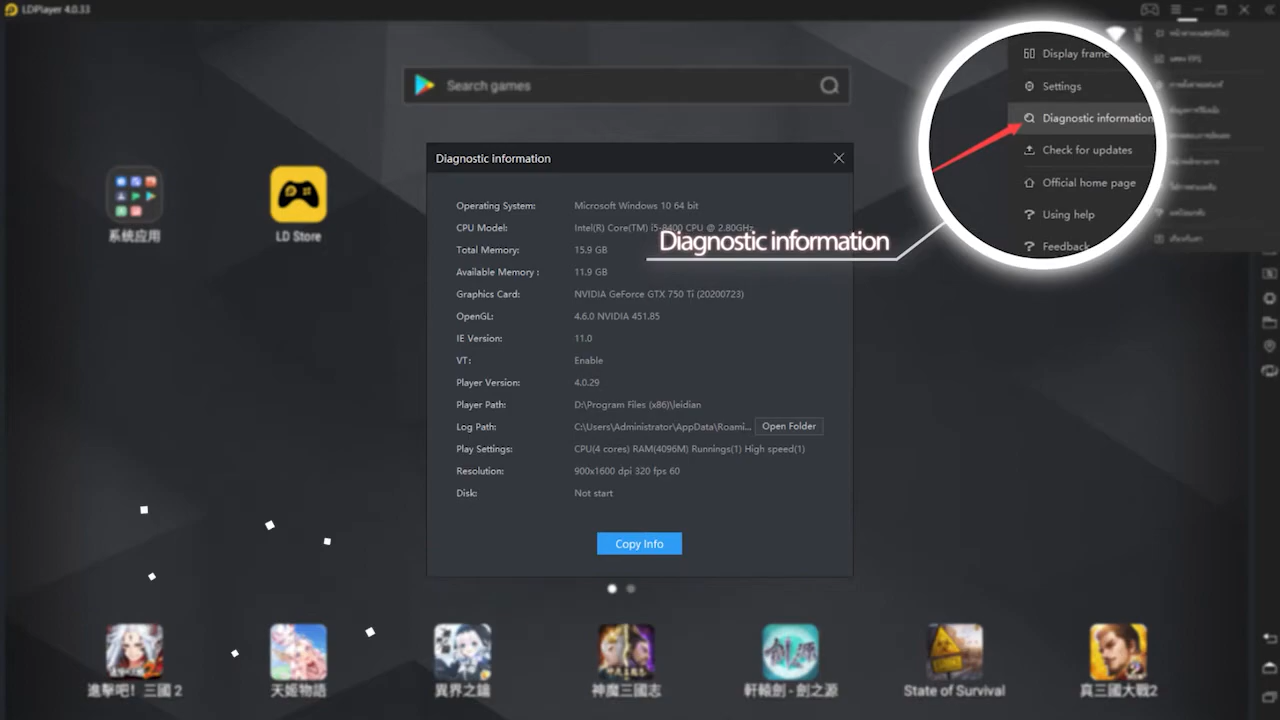 LDPlayer 4.0.33
Search games
Display frame
Settings
Diagnostic information
Check for updates
Official home page
Using help
Feedback
Diagnostic information
系统应用
LD Store
Diagnostic information
Operating System: Microsoft Windows 10 64 bit
CPU Model: Intel(R) Core(TM) i5-8400 CPU @ 2.80GHz
Total Memory: 15.9 GB
Available Memory : 11.9 GB
Graphics Card: NVIDIA GeForce GTX 750 Ti (20200723)
OpenGL: 4.6.0 NVIDIA 451.85
IE Version: 11.0
VT: Enable
Player Version: 4.0.29
Player Path: D:\Program Files (x86)\leidian
Log Path: C:\Users\Administrator\AppData\Roami... Open Folder
Play Settings: CPU(4 cores) RAM(4096M) Runnings(1) High speed(1)
Resolution: 900x1600 dpi 320 fps 60
Disk: Not start
Copy Info
進擊吧！三國 2
天姬物語
異界之鑰
神魔三國志
軒轅劍 - 劍之源
State of Survival
真三國大戰2